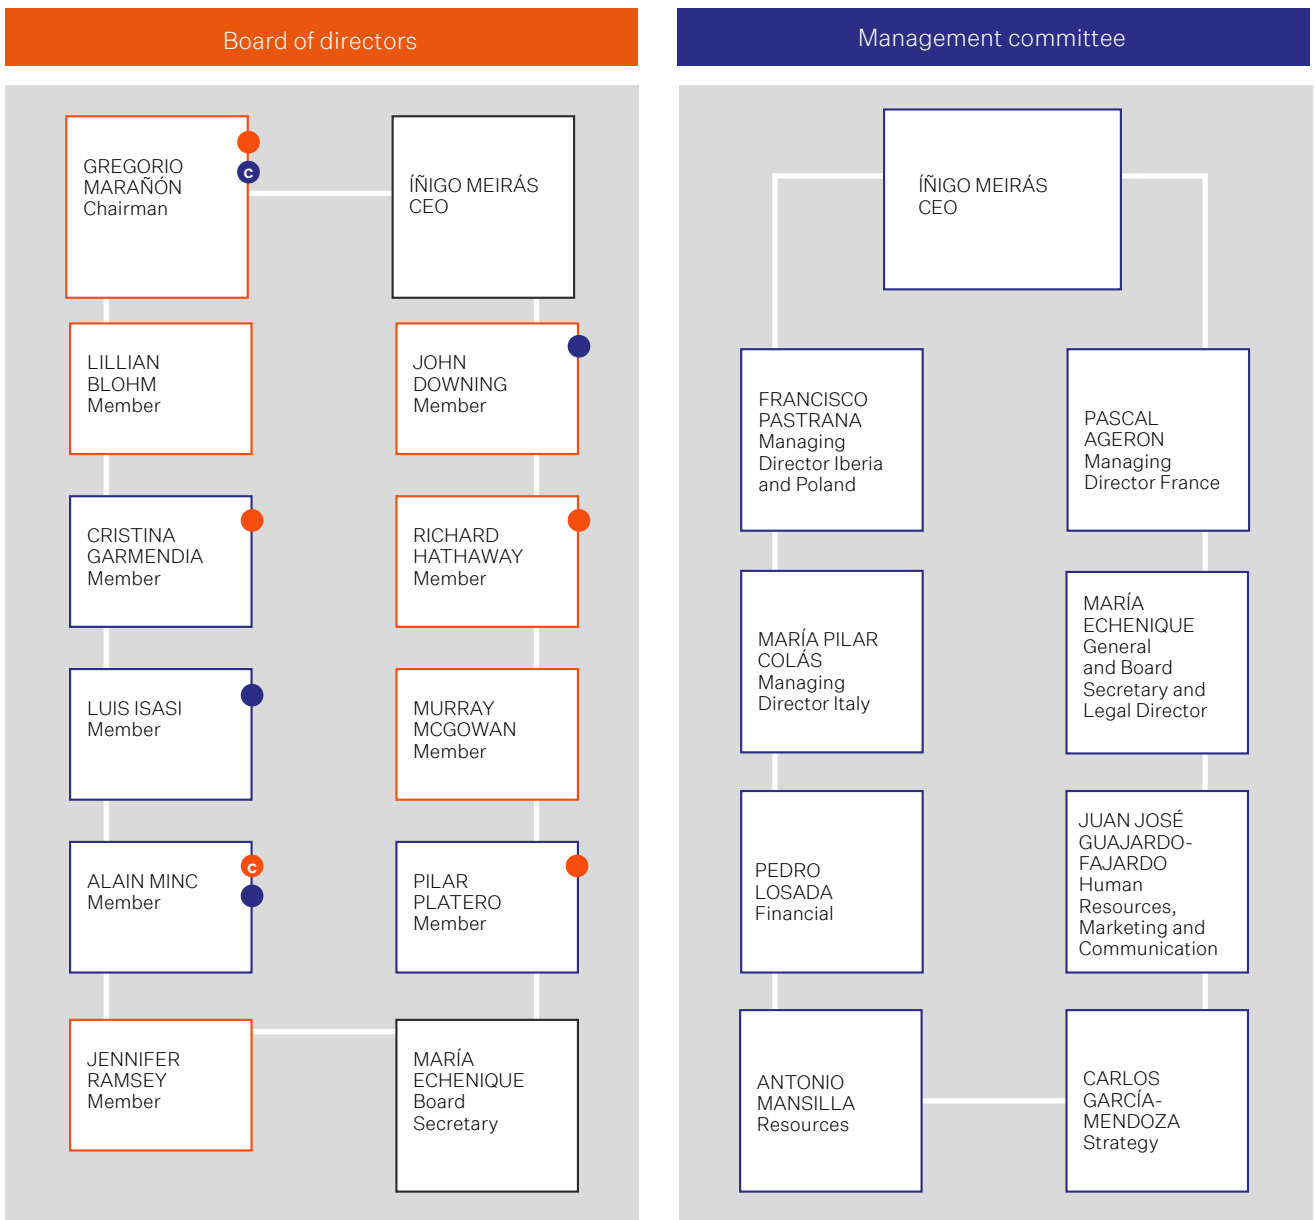 Board of directors
GREGORIO
MARAÑÓN
Chairman
C
ÍÑIGO MEIRÁS
CEO
LILLIAN
BLOHM
Member
JOHN
DOWNING
Member
CRISTINA
GARMENDIA
Member
RICHARD
HATHAWAY
Member
LUIS ISASI
Member
MURRAY
MCGOWAN
Member
ALAIN MINC
Member
C
PILAR
PLATERO
Member
JENNIFER
RAMSEY
Member
MARÍA
ECHENIQUE
Board
Secretary
Management committee
ÍÑIGO MEIRÁS
CEO
FRANCISCO
PASTRANA
Managing
Director Iberia
and Poland
PASCAL
AGERON
Managing
Director France
MARÍA PILAR
COLÁS
Managing
Director Italy
MARÍA
ECHENIQUE
General
and Board
Secretary and
Legal Director
PEDRO
LOSADA
Financial
JUAN JOSÉ
GUAJARDO-
FAJARDO
Human
Resources,
Marketing and
Communication
ANTONIO
MANSILLA
Resources
CARLOS
GARCÍA-
MENDOZA
Strategy